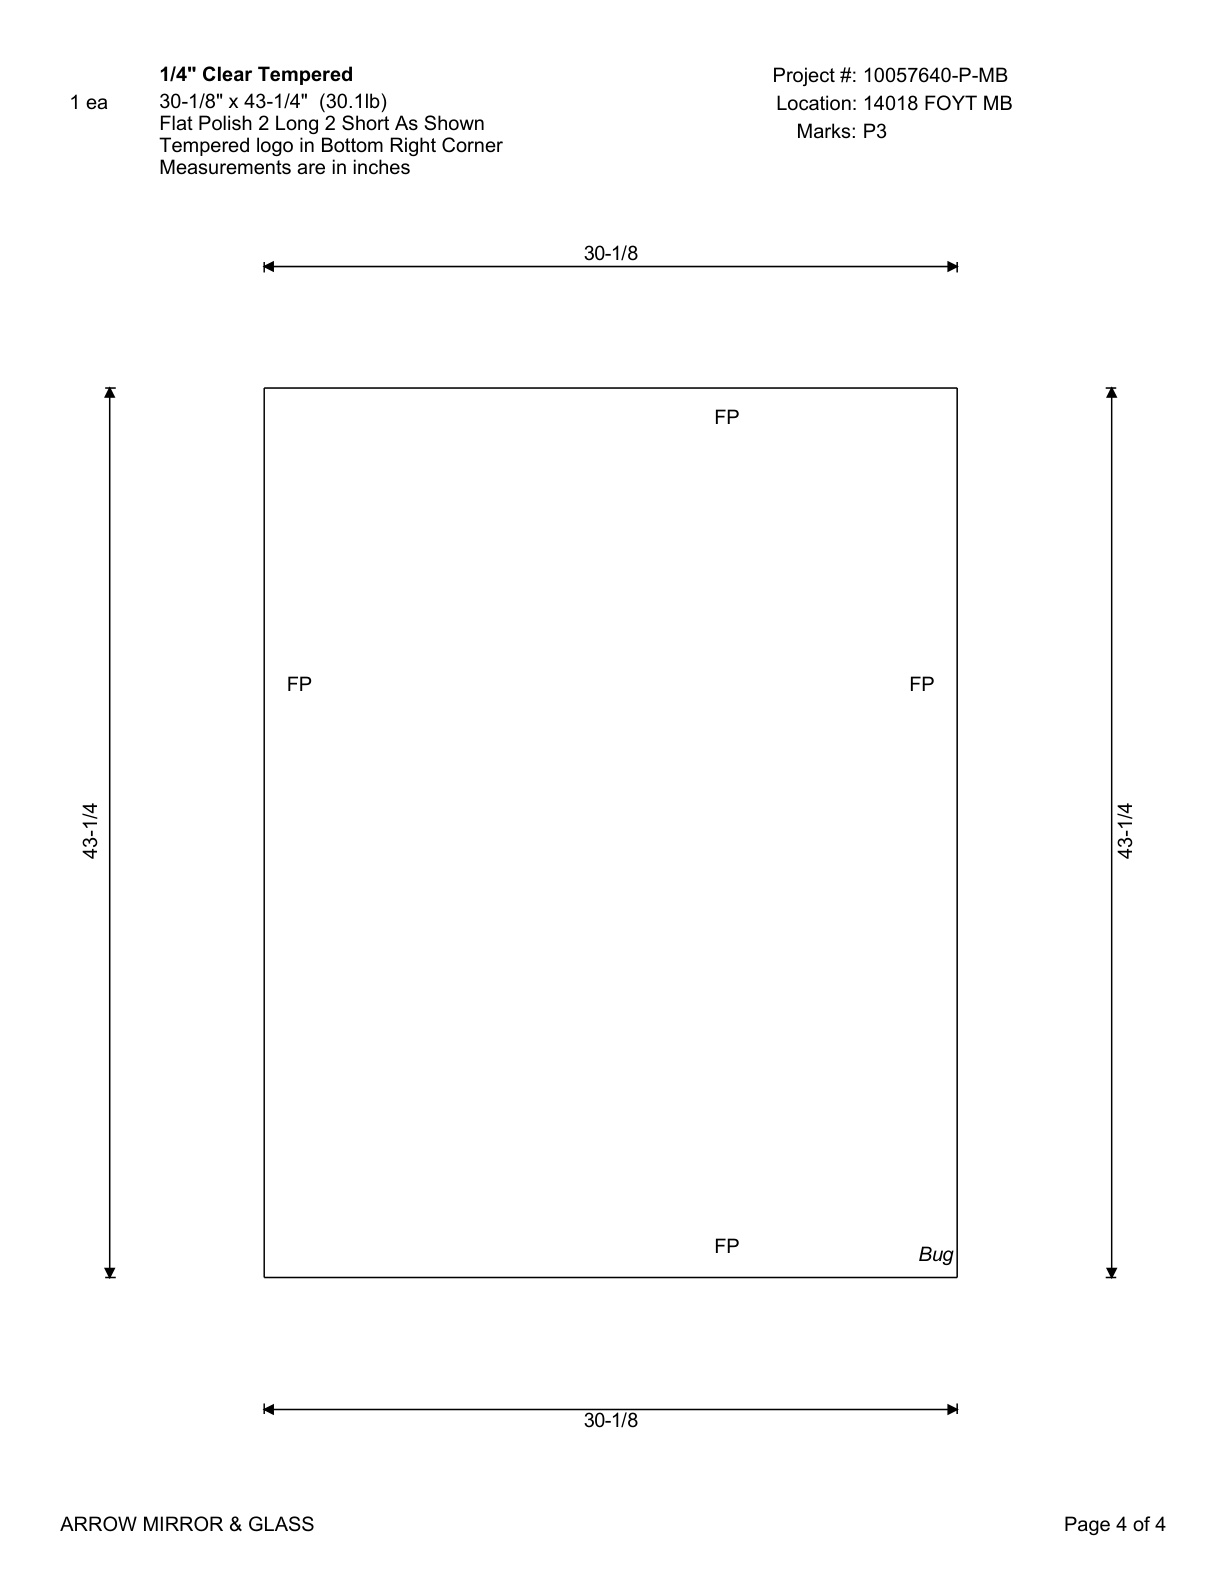 1/4" Clear Tempered
1 ea
30-1/8" x 43-1/4"  (30.1lb)
Flat Polish 2 Long 2 Short As Shown
Tempered logo in Bottom Right Corner
Measurements are in inches
Project #: 10057640-P-MB
Location: 14018 FOYT MB
Marks: P3
30-1/8
FP
FP
FP
43-1/4
43-1/4
FP
Bug
30-1/8
ARROW MIRROR & GLASS
Page 4 of 4